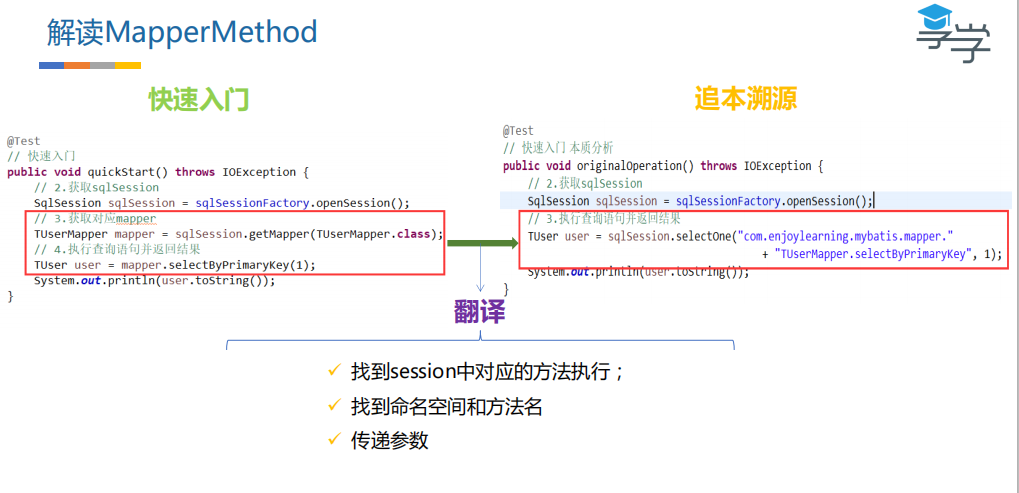 解读MapperMethod
享学
快速入门
@Test
// 快速入门
public void quickStart() throws IOException {
// 2.获取sqlSession
SqlSession sqlSession = sqlSessionFactory.openSession();
// 3.获取对应mapper
TUserMapper mapper = sqlSession.getMapper(TUserMapper.class);
// 4.执行查询语句并返回结果
TUser user = mapper.selectByPrimaryKey(1);
System.out.println(user.toString());
}
追本溯源
@Test
// 快速入门 本质分析
public void originalOperation() throws IOException {
// 2.获取sqlSession
SqlSession sqlSession = sqlSessionFactory.openSession();
// 3.执行查询语句并返回结果
TUser user = sqlSession.selectOne("com.enjoylearning.mybatis.mapper."
+ "TUserMapper.selectByPrimaryKey", 1);
System.out.println(user.toString());
}
翻译
找到session中对应的方法执行；
找到命名空间和方法名
传递参数